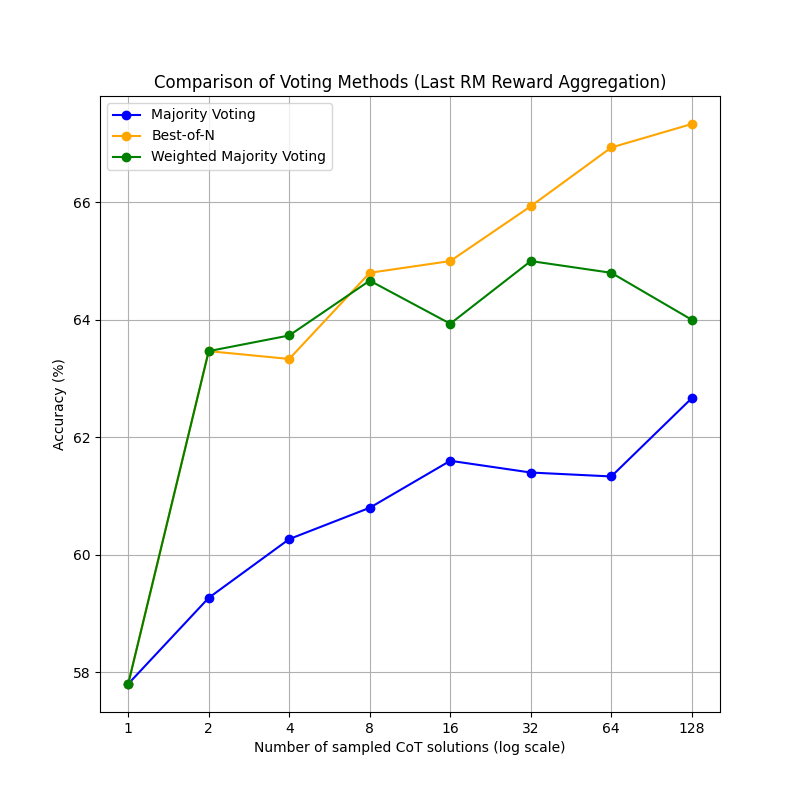 Comparison of Voting Methods (Last RM Reward Aggregation)
Majority Voting
Best-of-N
Weighted Majority Voting
66
64
62
60
58
Accuracy (%)
1 2 4 8 16 32 64 128
Number of sampled CoT solutions (log scale)